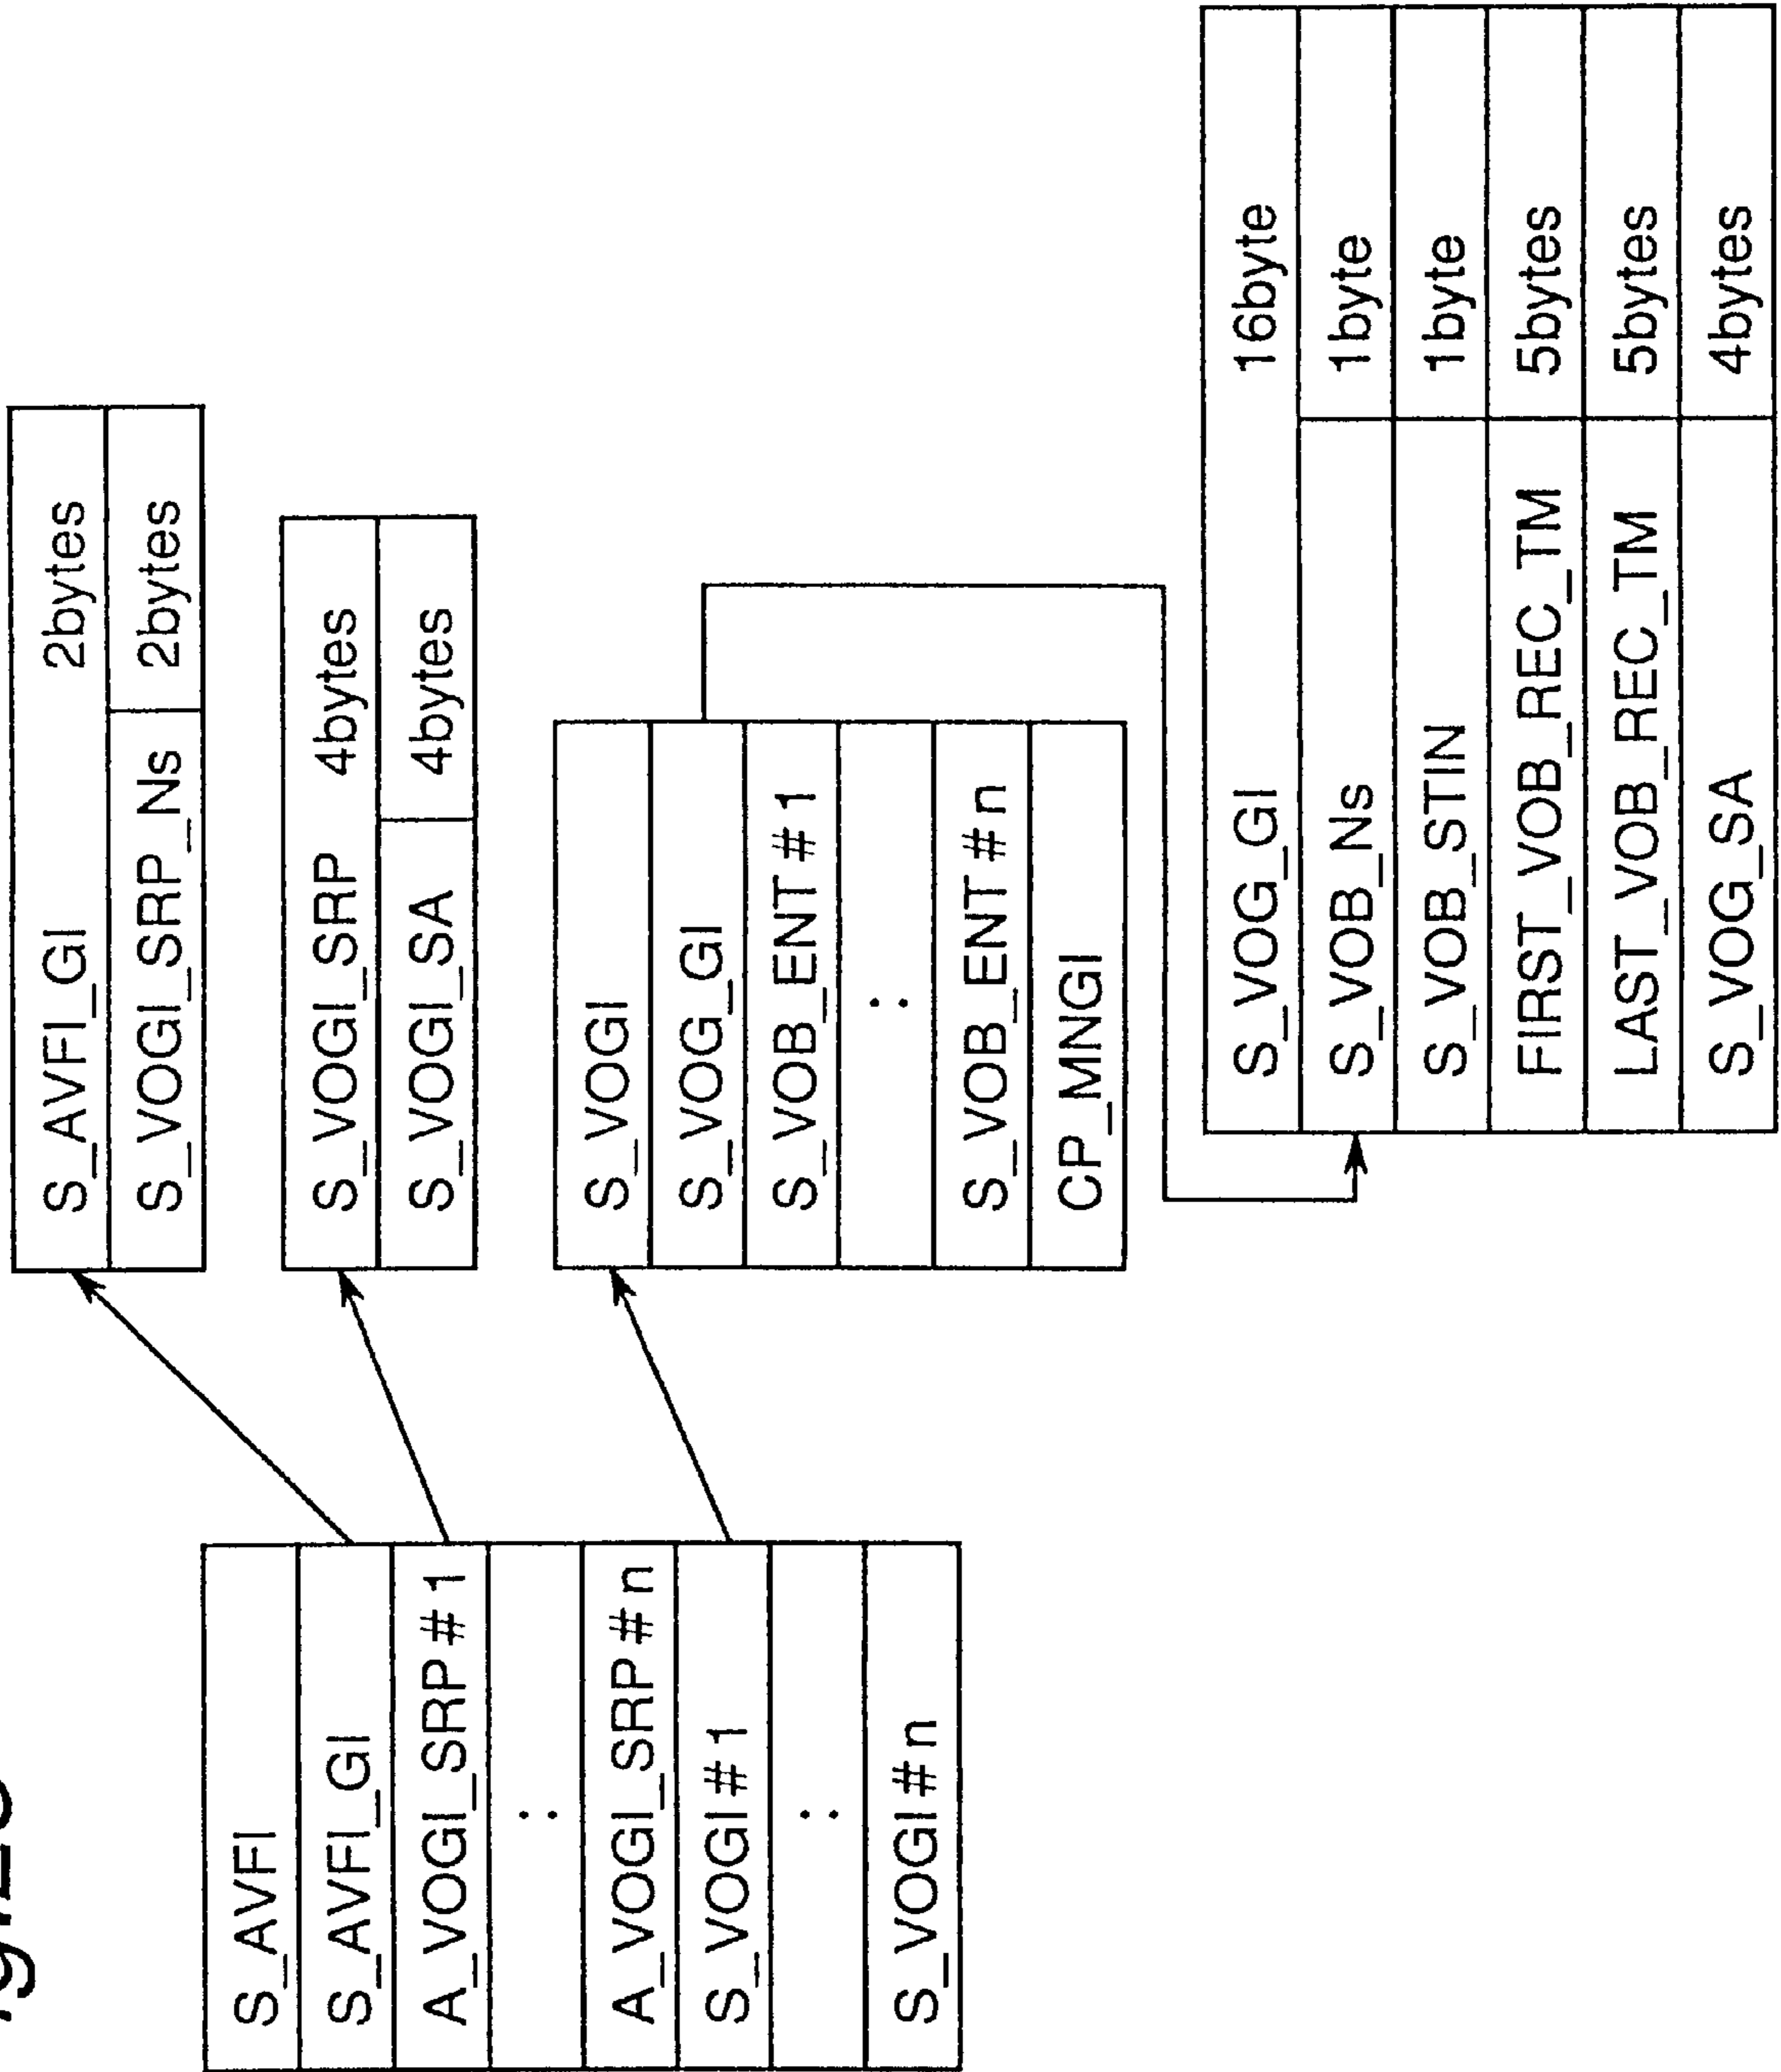 S_AVFI
S_AVFI_GI
A_VOGI_SRP#1
:
A_VOGI_SRP#n
S_VOGI#1
:
S_VOGI#n
S_AVFI_GI 2bytes
S_VOGI_SRP_Ns 2bytes
S_VOGI_SRP 4bytes
S_VOGI_SA 4bytes
S_VOGI
S_VOG_GI
S_VOB_ENT#1
:
S_VOB_ENT#n
CP_MNGI
S_VOG_GI 16byte
S_VOB_Ns 1byte
S_VOB_STIN 1byte
FIRST_VOB_REC_TM 5bytes
LAST_VOB_REC_TM 5bytes
S_VOG_SA 4bytes